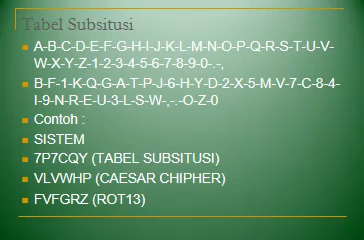 Tabel Subsitusi
A-B-C-D-E-F-G-H-I-J-K-L-M-N-O-P-Q-R-S-T-U-V-
W-X-Y-Z-1-2-3-4-5-6-7-8-9-0-.-,
B-F-1-K-Q-G-A-T-P-J-6-H-Y-D-2-X-5-M-V-7-C-8-4-
I-9-N-R-E-U-3-L-S-W-,-.-O-Z-0
Contoh :
SISTEM
7P7CQY (TABEL SUBSITUSI)
VLVWHP (CAESAR CHIPHER)
FVFGRZ (ROT13)